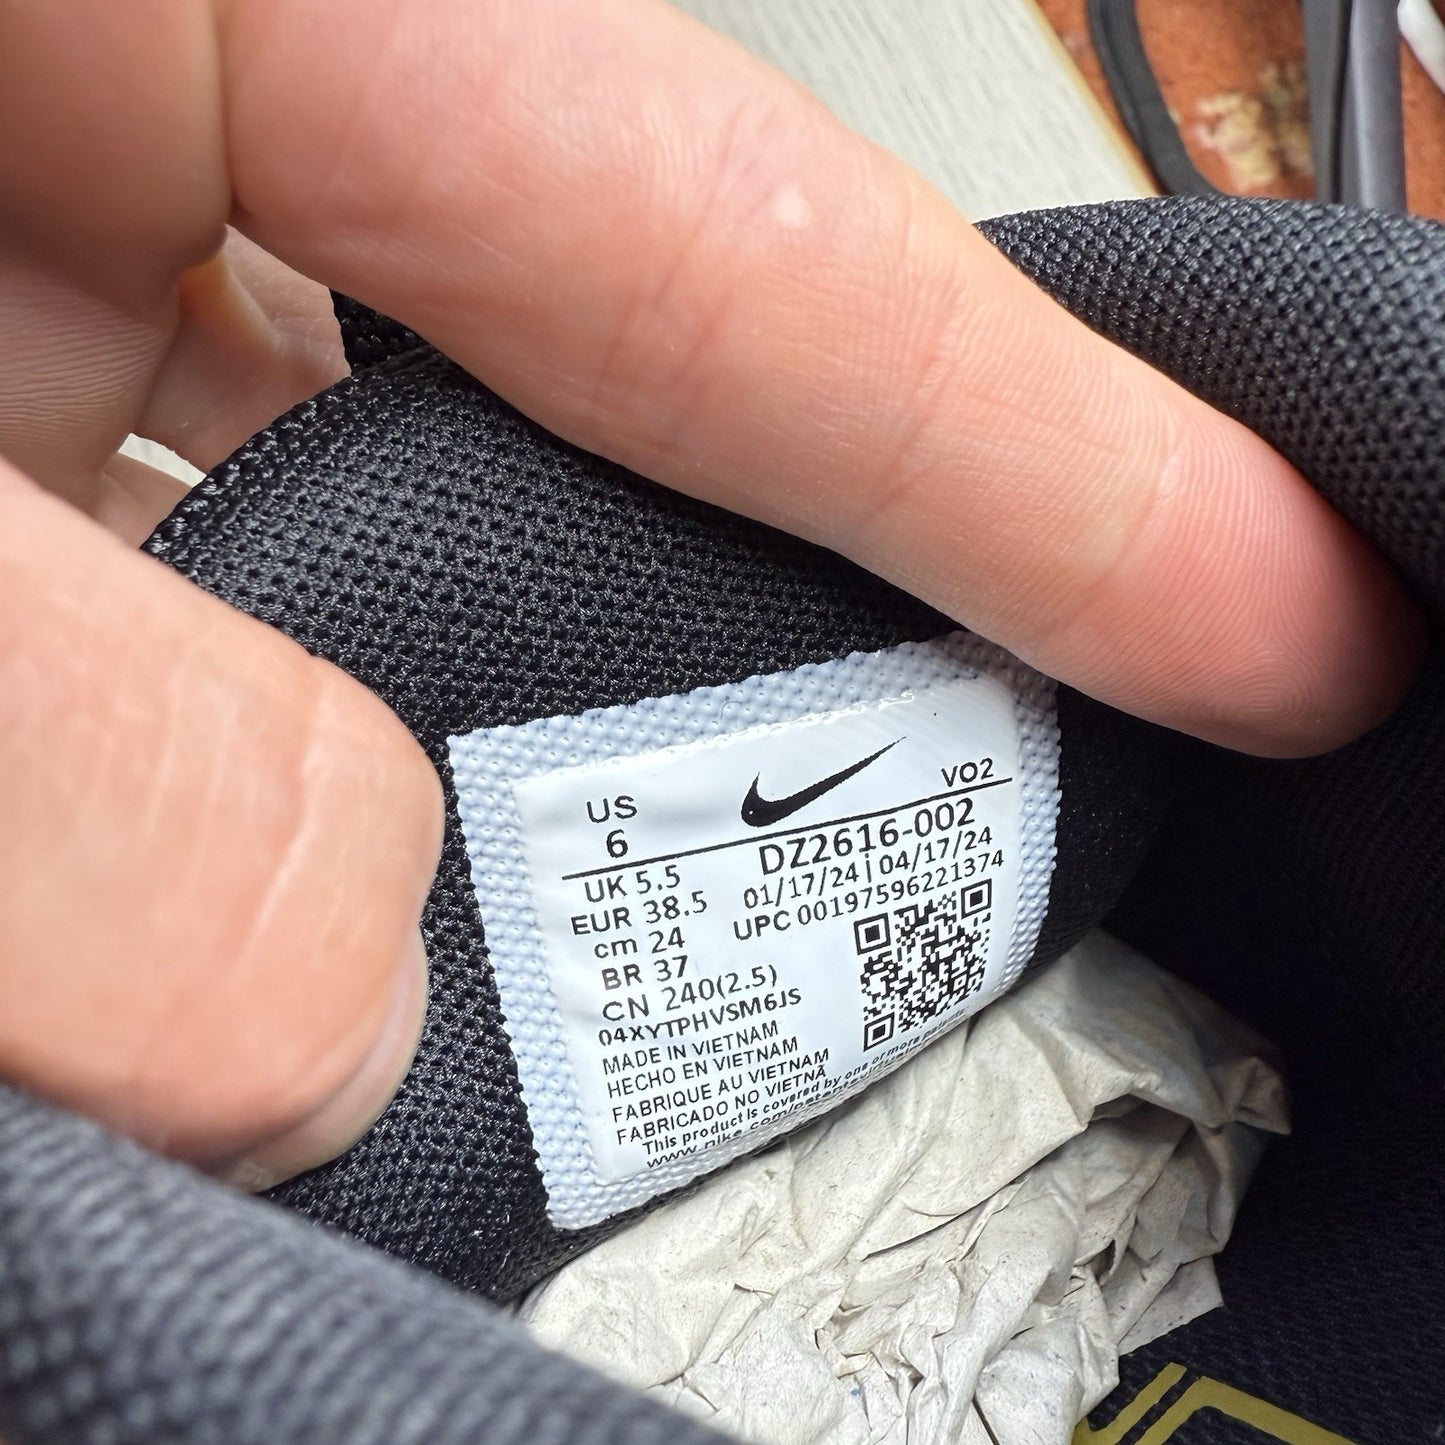 US
6
VO2
UK 5.5
EUR 38.5
cm 24
BR 37
CN 240(2.5)
DZ2616-002
01/17/24 | 04/17/24
UPC 00197596221374
04XYTPHVSM6JS
MADE IN VIETNAM
HECHO EN VIETNAM
FABRIQUE AU VIETNAM
FABRICADO NO VIETNÃ
This product is covered by one or more patents.
www.nike.com/patents